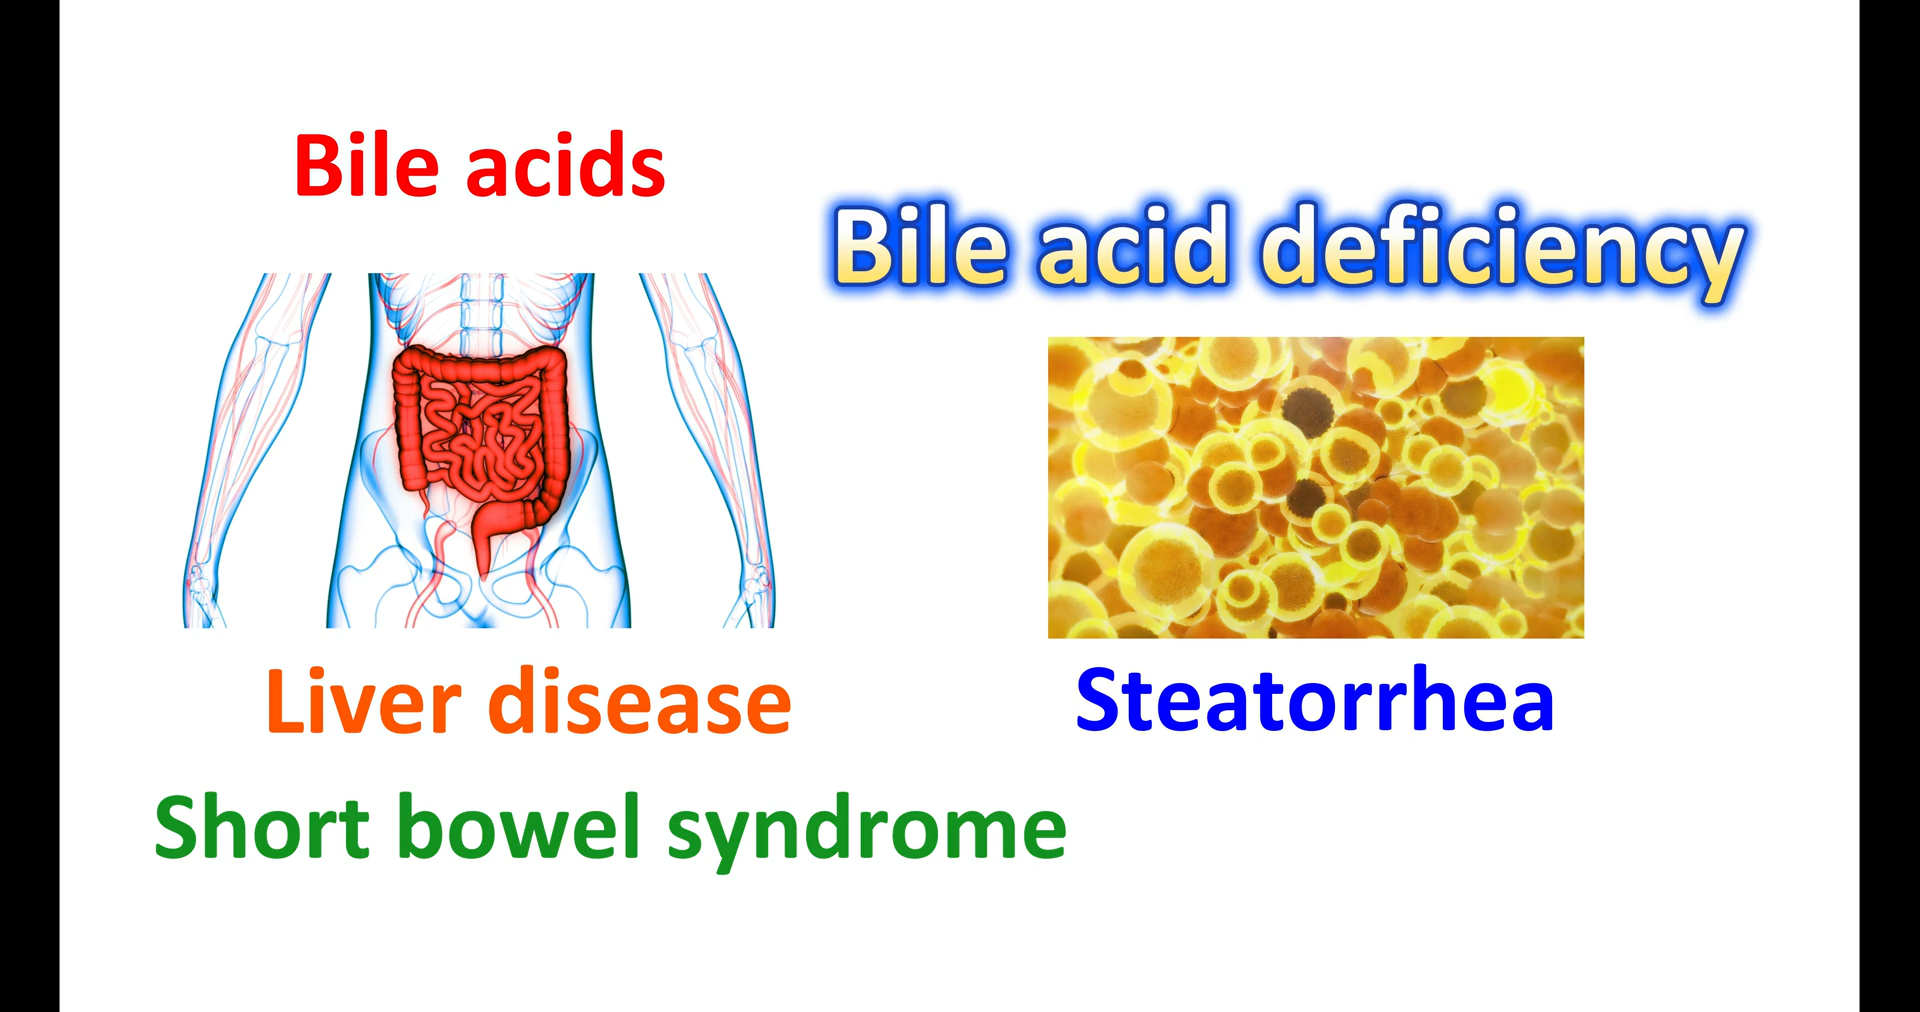 Bile acids
Bile acid deficiency
Liver disease
Steatorrhea
Short bowel syndrome